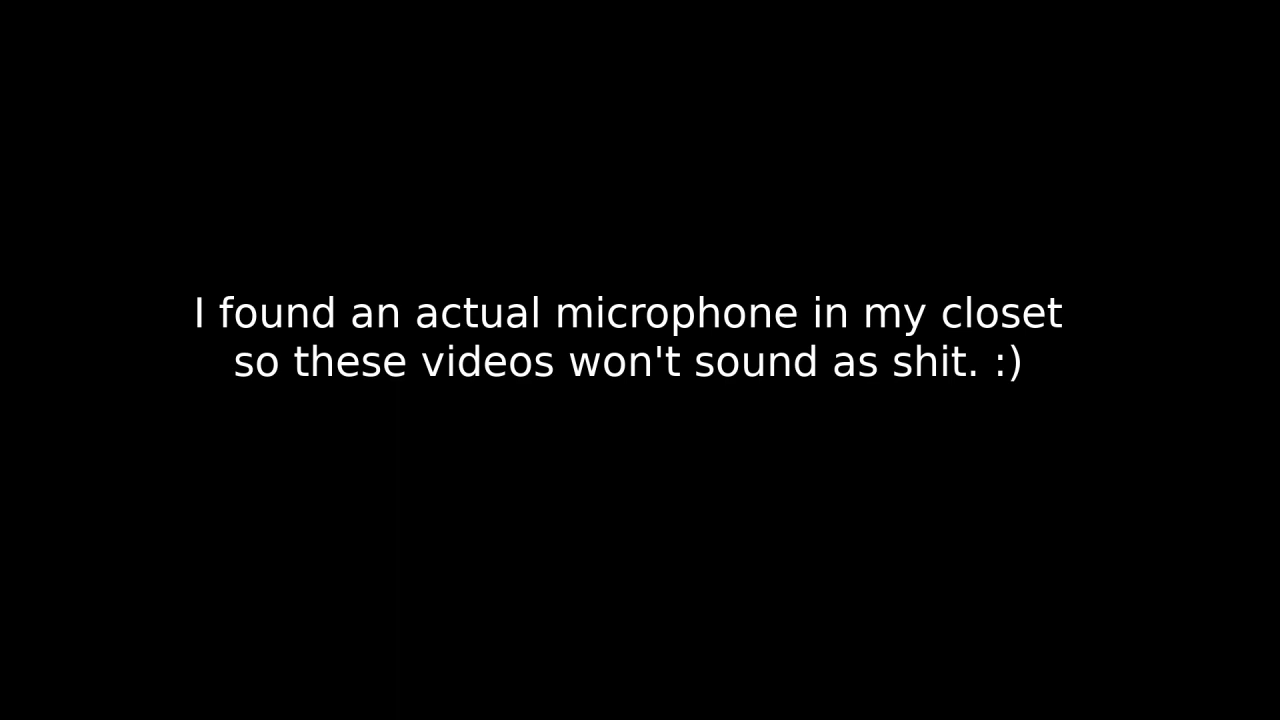 I found an actual microphone in my closet
so these videos won't sound as shit. :)